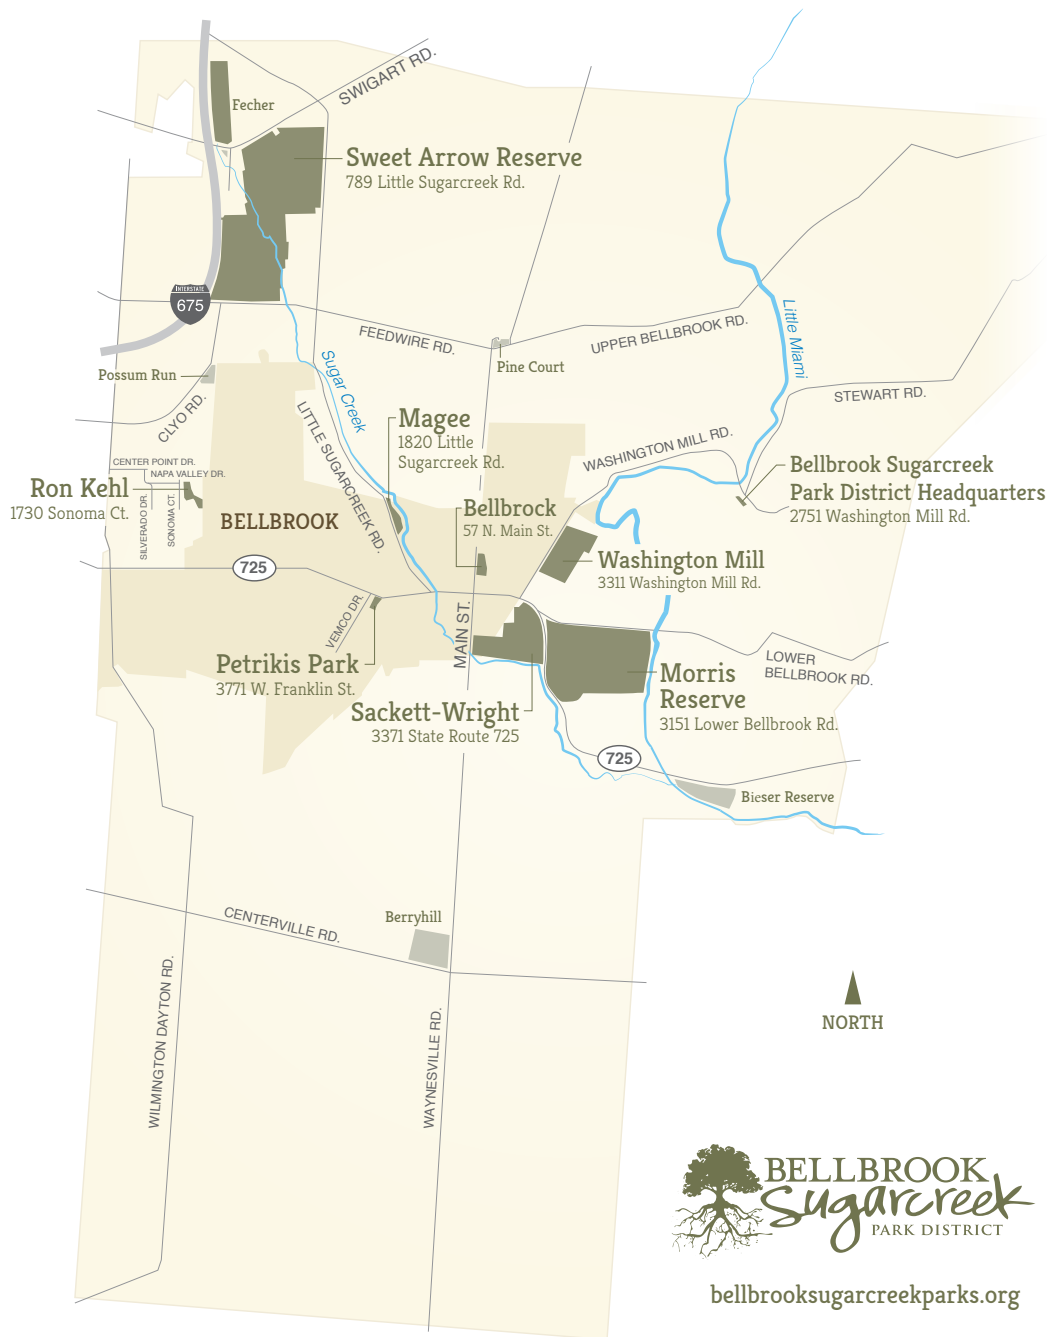 SWIGART RD.
Fecher
Sweet Arrow Reserve
789 Little Sugarcreek Rd.
INTERSTATE
675
Little Miami
FEEDWIRE RD.
UPPER BELLBROOK RD.
Pine Court
Possum Run
Sugar Creek
CLYO RD.
STEWART RD.
LITTLE SUGARCREEK RD.
Magee
1820 Little
Sugarcreek Rd.
WASHINGTON MILL RD.
CENTER POINT DR.
NAPA VALLEY DR.
Ron Kehl
1730 Sonoma Ct.
SILVERADO DR.
SONOMA CT.
Bellbrook Sugarcreek
Park District Headquarters
2751 Washington Mill Rd.
BELLBROOK
Bellbrock
57 N. Main St.
725
Washington Mill
3311 Washington Mill Rd.
VEMCO DR.
MAIN ST.
Petrikis Park
3771 W. Franklin St.
LOWER
BELLBROOK RD.
Morris
Reserve
3151 Lower Bellbrook Rd.
Sackett-Wright
3371 State Route 725
725
Bieser Reserve
Berryhill
CENTERVILLE RD.
WILMINGTON DAYTON RD.
WAYNESVILLE RD.
NORTH
BELLBROOK
Sugarcreek
PARK DISTRICT
bellbrooksugarcreekparks.org